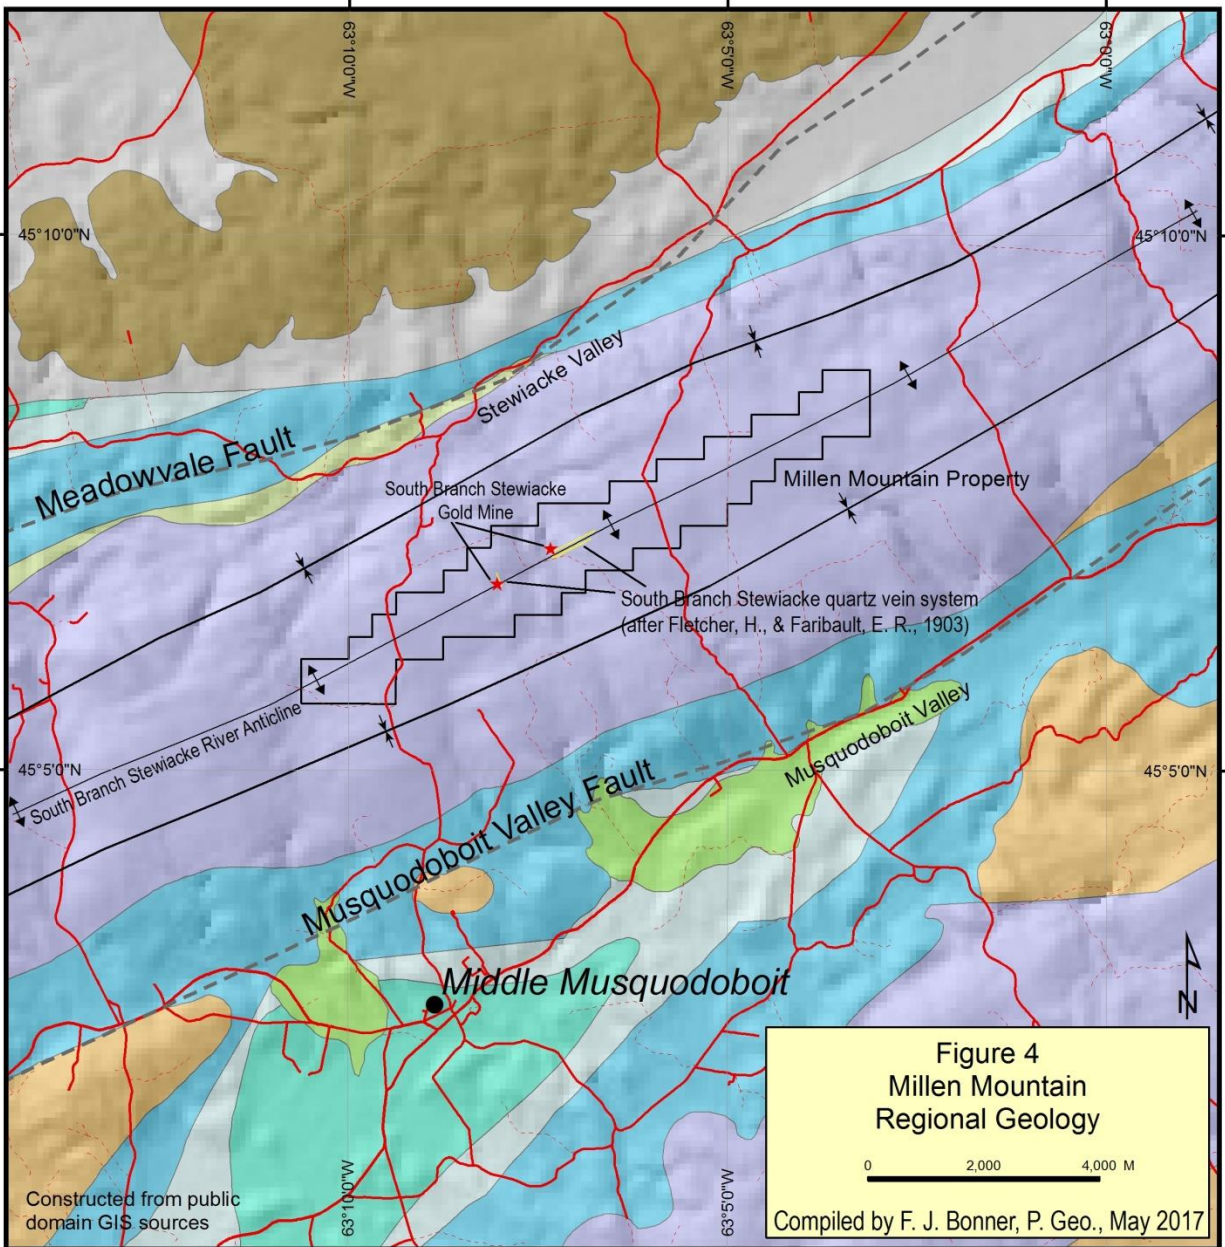 63°10'0"W
63°5'0"W
63°0'0"W
45°10'0"N
45°10'0"N
Stewiacke Valley
Meadowvale Fault
South Branch Stewiacke
Gold Mine
Millen Mountain Property
South Branch Stewiacke quartz vein system
(after Fletcher, H., & Faribault, E. R., 1903)
South Branch Stewiacke River Anticline
45°5'0"N
45°5'0"N
Musquodoboit Valley
Musquodoboit Valley Fault
Middle Musquodoboit
N
Figure 4
Millen Mountain
Regional Geology
0 2,000 4,000 M
Compiled by F. J. Bonner, P. Geo., May 2017
63°10'0"W
63°5'0"W
Constructed from public
domain GIS sources